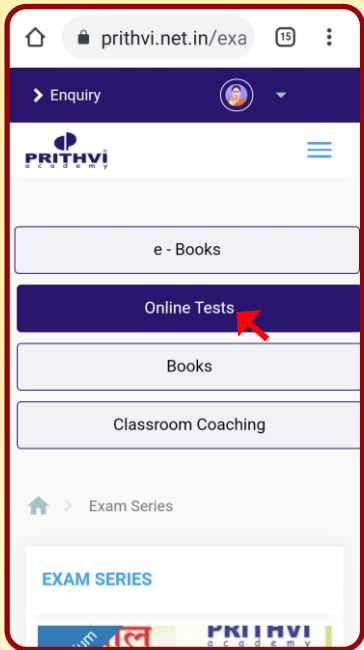 prithvi.net.in/exa
15
Enquiry
PRITHVI
academy
e - Books
Online Tests
Books
Classroom Coaching
Exam Series
EXAM SERIES
PRITHVI
academy